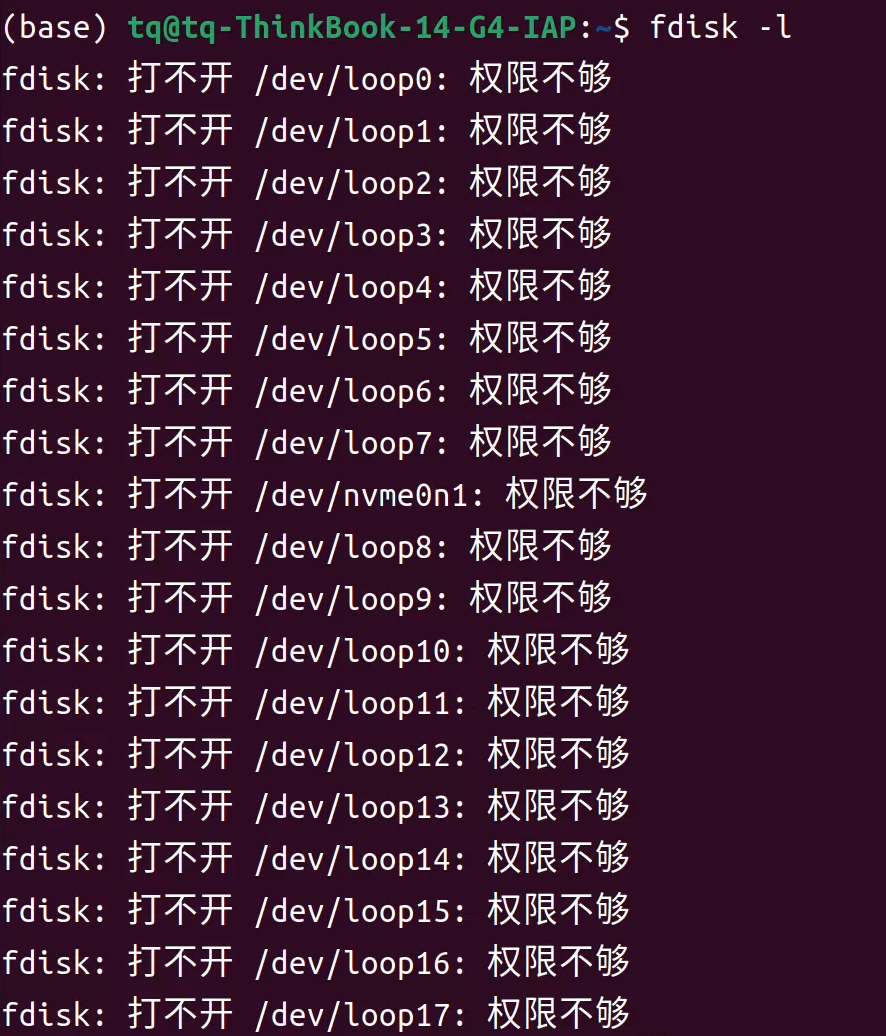 (base) tq@tq-ThinkBook-14-G4-IAP:~$ fdisk -l
fdisk: 打不开 /dev/loop0: 权限不够
fdisk: 打不开 /dev/loop1: 权限不够
fdisk: 打不开 /dev/loop2: 权限不够
fdisk: 打不开 /dev/loop3: 权限不够
fdisk: 打不开 /dev/loop4: 权限不够
fdisk: 打不开 /dev/loop5: 权限不够
fdisk: 打不开 /dev/loop6: 权限不够
fdisk: 打不开 /dev/loop7: 权限不够
fdisk: 打不开 /dev/nvme0n1: 权限不够
fdisk: 打不开 /dev/loop8: 权限不够
fdisk: 打不开 /dev/loop9: 权限不够
fdisk: 打不开 /dev/loop10: 权限不够
fdisk: 打不开 /dev/loop11: 权限不够
fdisk: 打不开 /dev/loop12: 权限不够
fdisk: 打不开 /dev/loop13: 权限不够
fdisk: 打不开 /dev/loop14: 权限不够
fdisk: 打不开 /dev/loop15: 权限不够
fdisk: 打不开 /dev/loop16: 权限不够
fdisk: 打不开 /dev/loop17: 权限不够